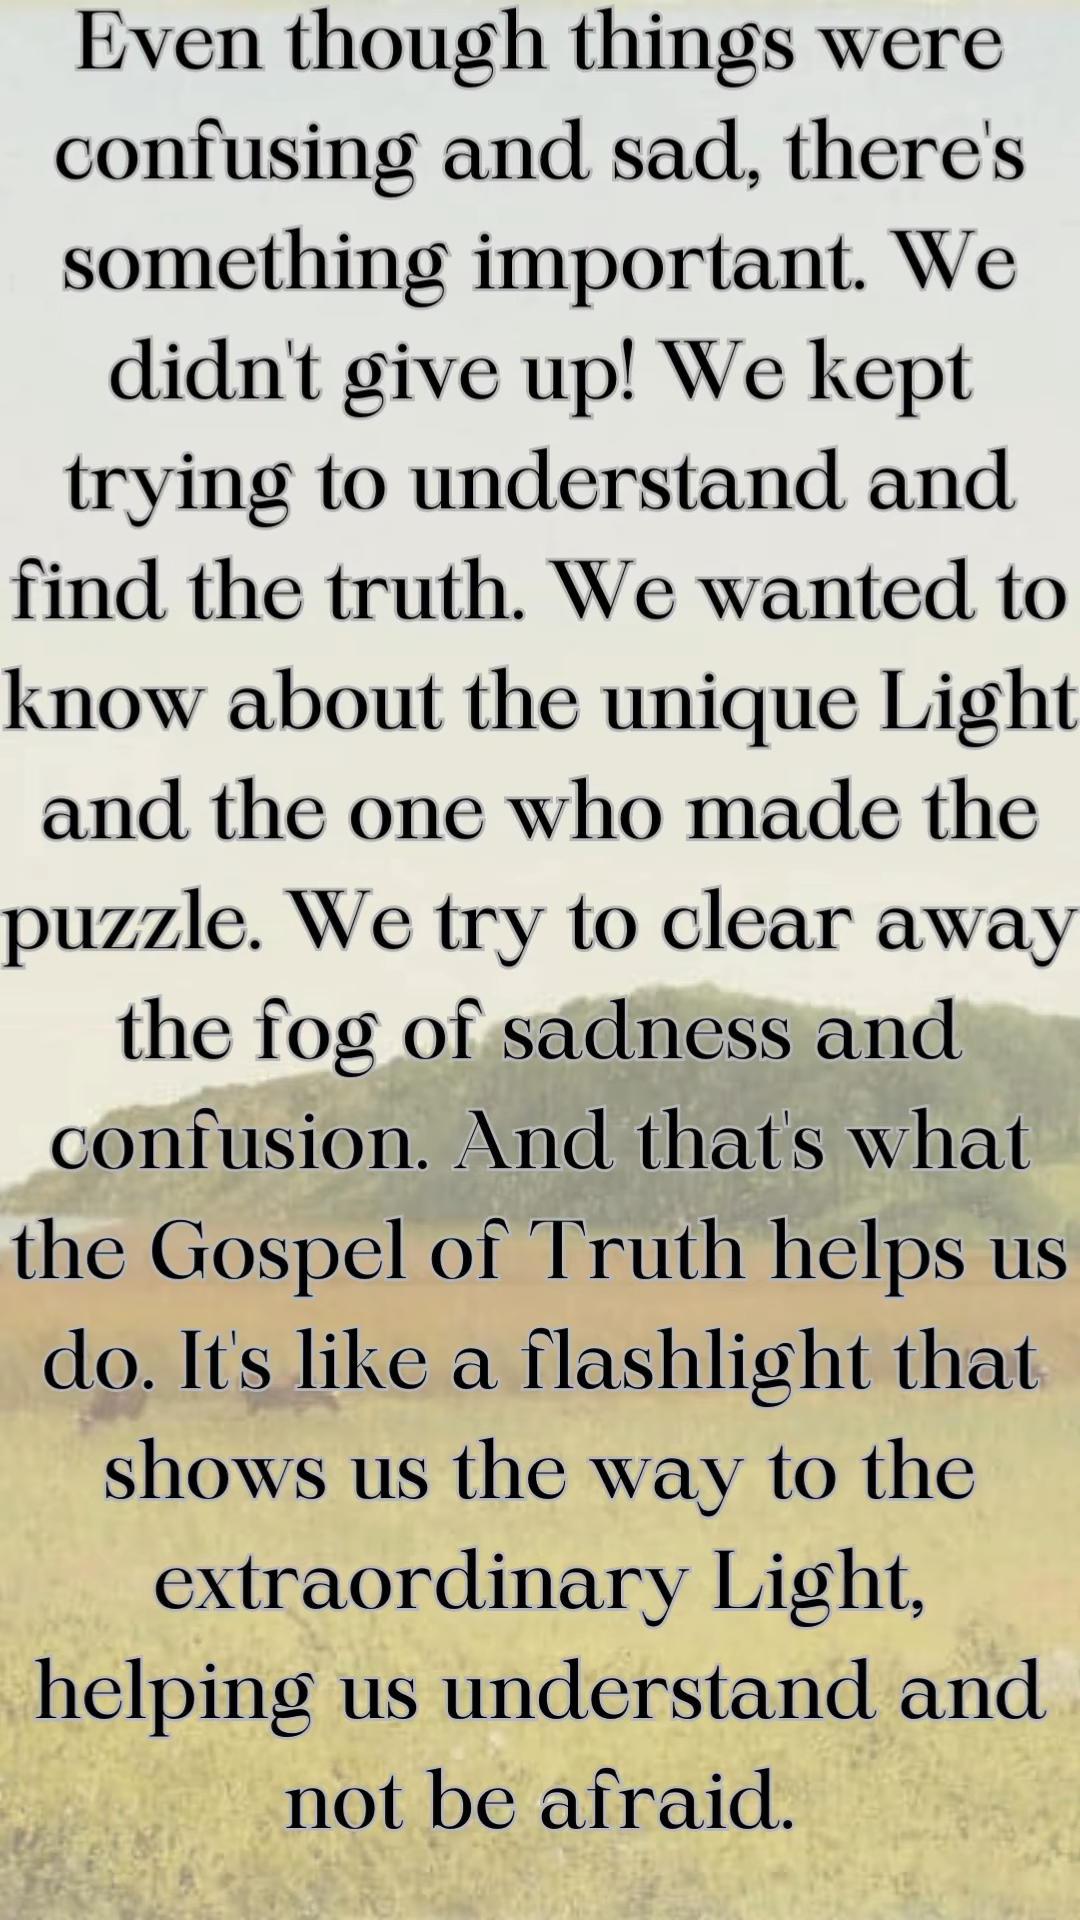 Even though things were
confusing and sad, there's
something important. We
didn't give up! We kept
trying to understand and
find the truth. We wanted to
know about the unique Light
and the one who made the
puzzle. We try to clear away
the fog of sadness and
confusion. And that's what
the Gospel of Truth helps us
do. It's like a flashlight that
shows us the way to the
extraordinary Light,
helping us understand and
not be afraid.